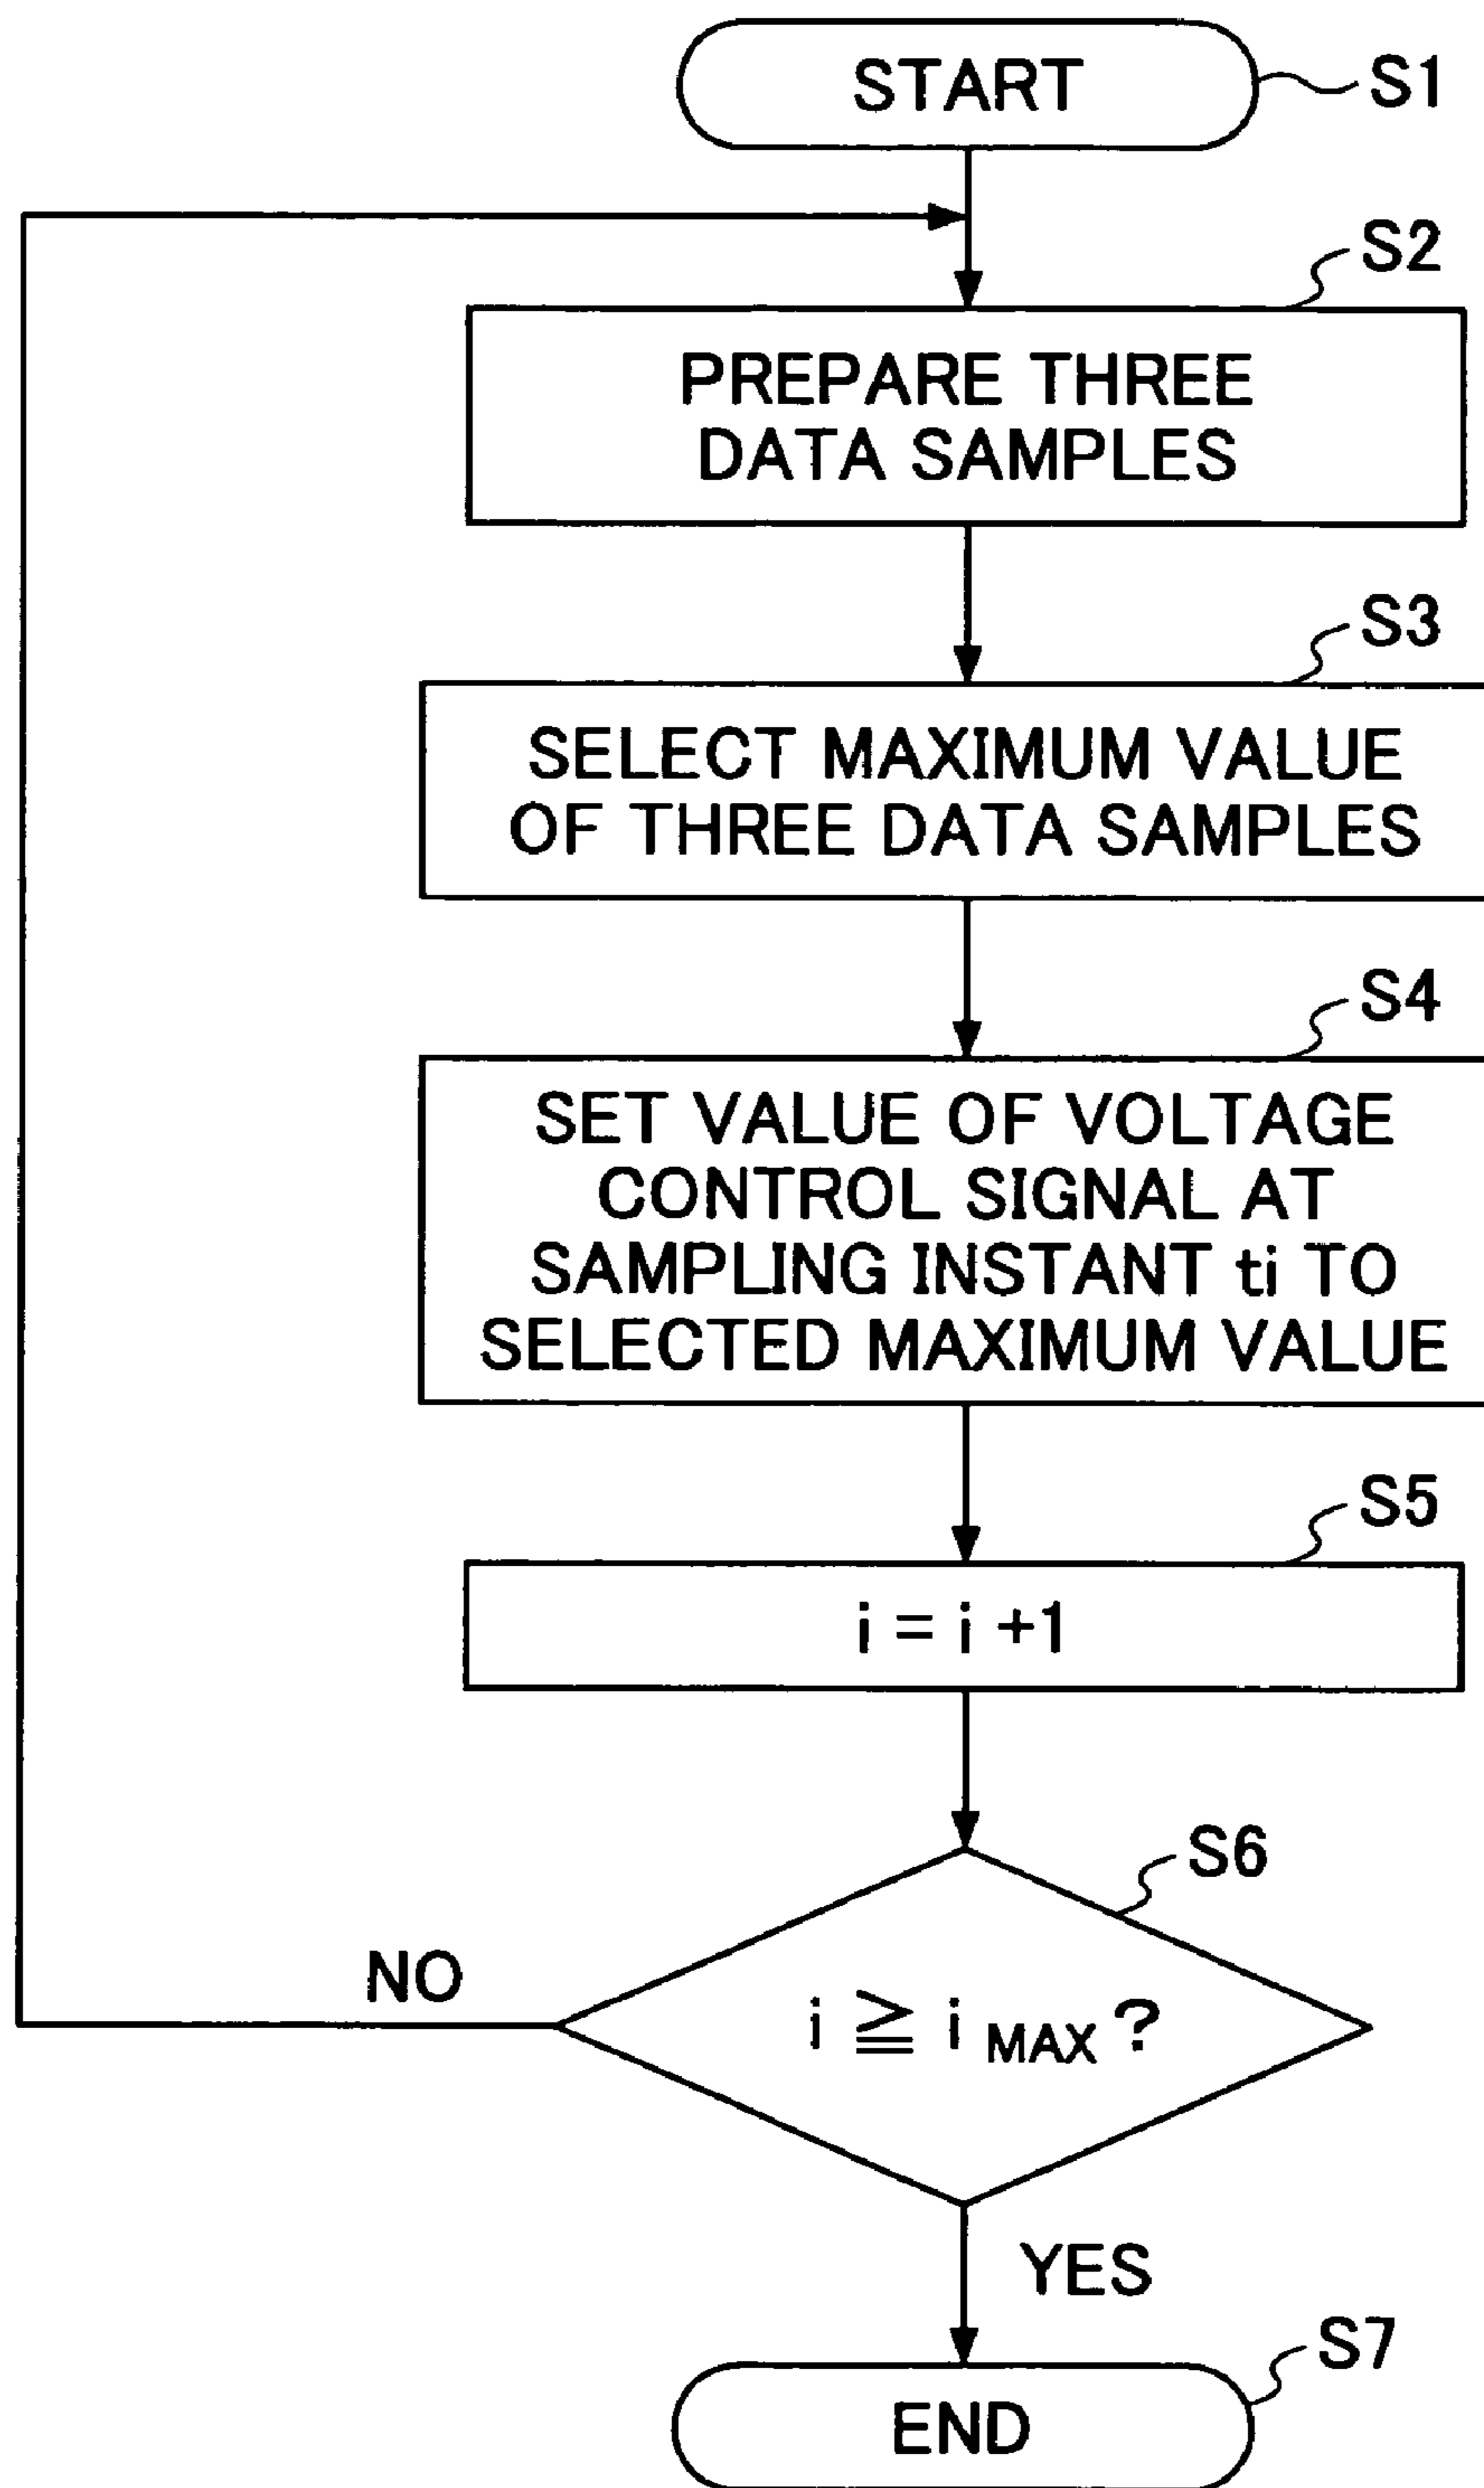 START
S1
S2
PREPARE THREE
DATA SAMPLES
S3
SELECT MAXIMUM VALUE
OF THREE DATA SAMPLES
S4
SET VALUE OF VOLTAGE
CONTROL SIGNAL AT
SAMPLING INSTANT ti TO
SELECTED MAXIMUM VALUE
S5
i = i +1
S6
NO
i ≧ i MAX ?
YES
S7
END